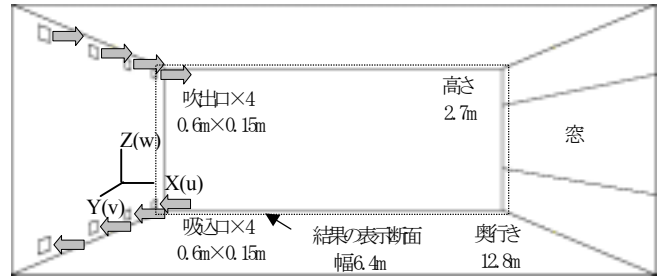 高さ
2.7m
吹出口×4
0.6m×0.15m
窓
Z(w)
X(u)
Y(v)
吸込口×4
0.6m×0.15m
結果の表示断面
幅6.4m
奥行き
12.8m